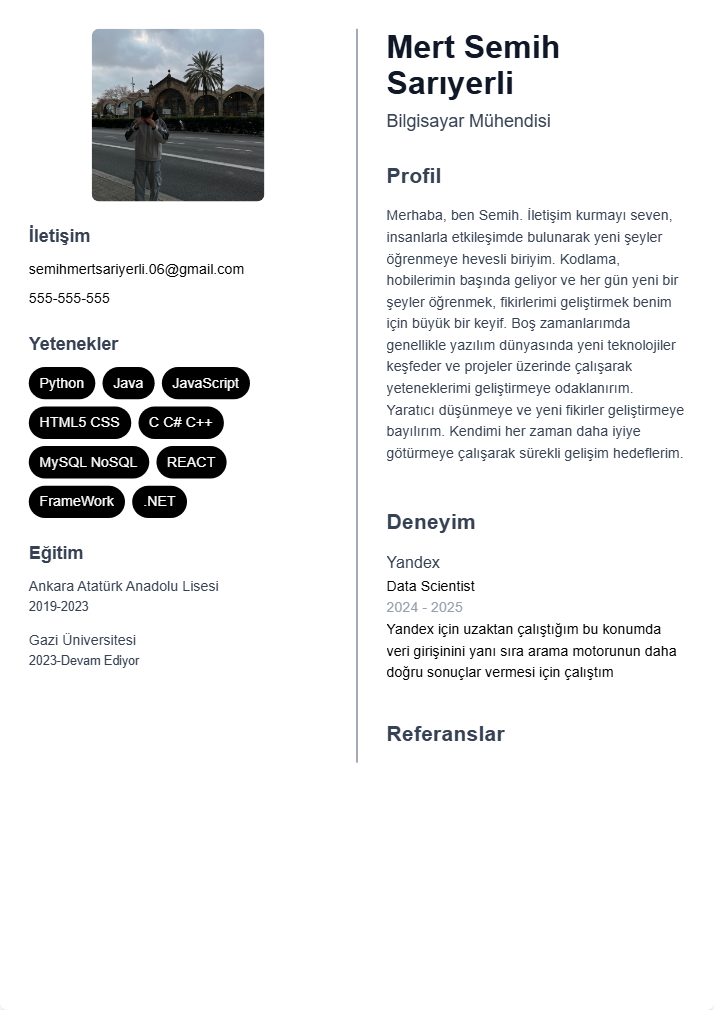 İletişim
semihmertsariyerli.06@gmail.com
555-555-555
Yetenekler
Python Java JavaScript
HTML5 CSS C C# C++
MySQL NoSQL REACT
FrameWork .NET
Eğitim
Ankara Atatürk Anadolu Lisesi
2019-2023
Gazi Üniversitesi
2023-Devam Ediyor
Mert Semih
Sarıyerli
Bilgisayar Mühendisi
Profil
Merhaba, ben Semih. İletişim kurmayı seven,
insanlarla etkileşimde bulunarak yeni şeyler
öğrenmeye hevesli biriyim. Kodlama,
hobilerimin başında geliyor ve her gün yeni bir
şeyler öğrenmek, fikirlerimi geliştirmek benim
için büyük bir keyif. Boş zamanlarımda
genellikle yazılım dünyasında yeni teknolojiler
keşfeder ve projeler üzerinde çalışarak
yeteneklerimi geliştirmeye odaklanırım.
Yaratıcı düşünmeye ve yeni fikirler geliştirmeye
bayılırım. Kendimi her zaman daha iyiye
götürmeye çalışarak sürekli gelişim hedeflerim.
Deneyim
Yandex
Data Scientist
2024 - 2025
Yandex için uzaktan çalıştığım bu konumda
veri girişinini yanı sıra arama motorunun daha
doğru sonuçlar vermesi için çalıştım
Referanslar